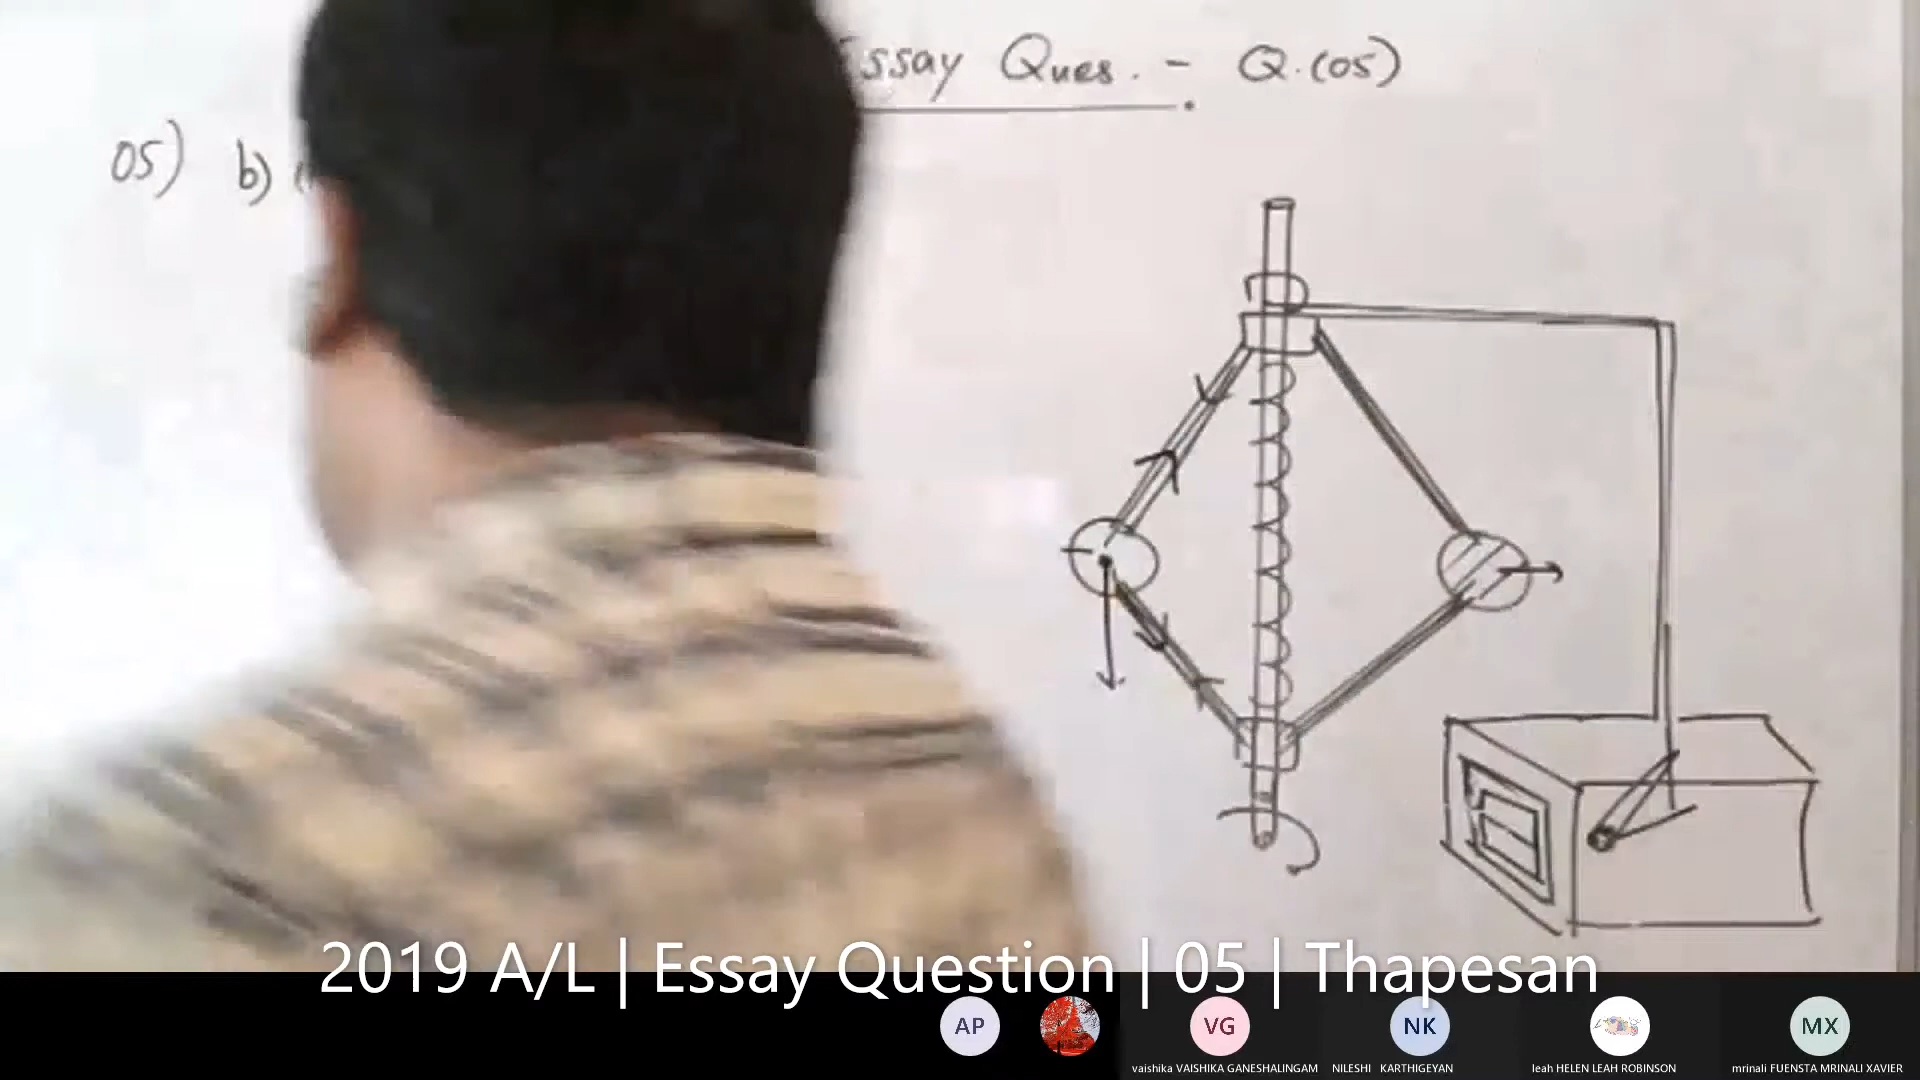 Essay Ques. - Q.(05)
05) b)
2019 A/L | Essay Question | 05 | Thapesan
AP
VG
NK
MX
vaishika VAISHIKA GANESHALINGAM
NILESHI KARTHIGEYAN
leah HELEN LEAH ROBINSON
mrinali FUENSTA MRINALI XAVIER